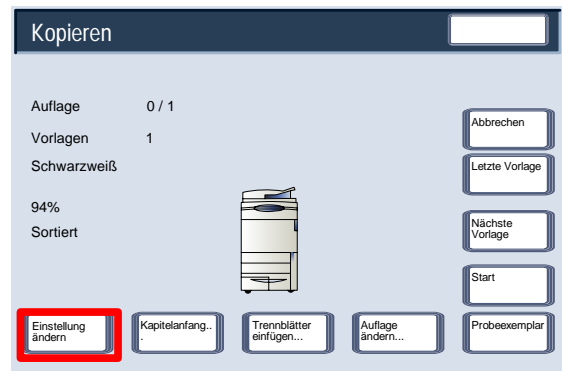 Kopieren
Auflage 0 / 1
Vorlagen 1
Schwarzweiß
94%
Sortiert
Abbrechen
Letzte Vorlage
Nächste
Vorlage
Start
Einstellung
ändern
Kapitelanfang..
.
Trennblätter
einfügen...
Auflage
ändern...
Probeexemplar